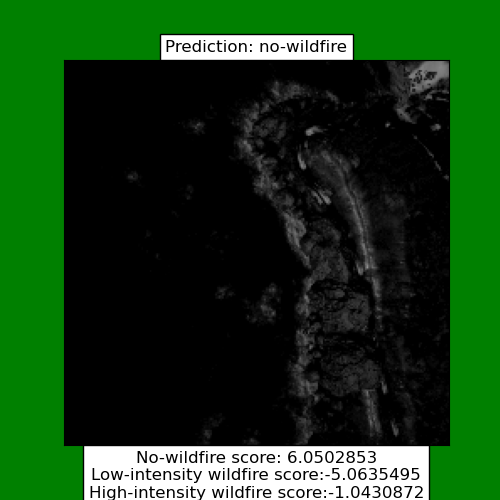 Prediction: no-wildfire
No-wildfire score: 6.0502853
Low-intensity wildfire score:-5.0635495
High-intensity wildfire score:-1.0430872